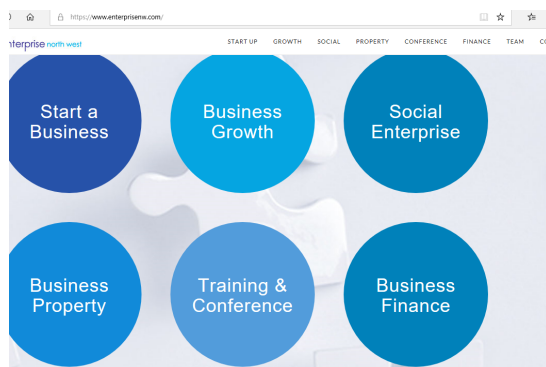 https://www.enterprisenw.com/
nterprise north west
START UP GROWTH SOCIAL PROPERTY CONFERENCE FINANCE TEAM CO
Start a
Business
Business
Growth
Social
Enterprise
Business
Property
Training &
Conference
Business
Finance